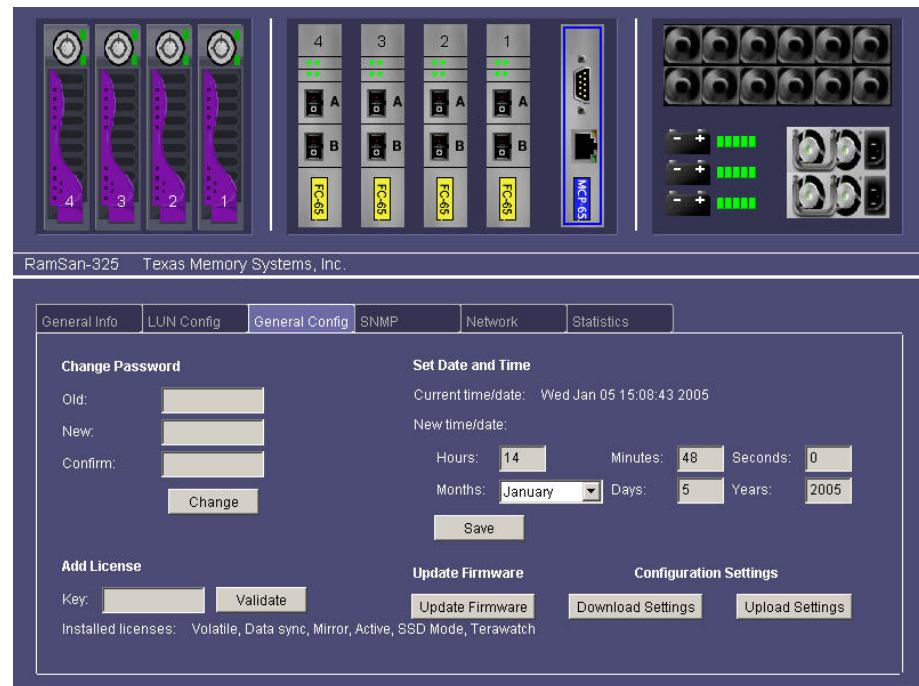 4 3 2 1
4 3 2 1
A A A A
B B B B
FC-65 FC-65 FC-65 FC-65
MCP-65
- +
- +
- +
RamSan-325 Texas Memory Systems, Inc.
General Info LUN Config General Config SNMP Network Statistics
Change Password
Old:
New:
Confirm:
Change
Set Date and Time
Current time/date: Wed Jan 05 15:08:43 2005
New time/date:
Hours: 14 Minutes: 48 Seconds: 0
Months: January Days: 5 Years: 2005
Save
Add License
Key: Validate
Installed licenses: Volatile, Data sync, Mirror, Active, SSD Mode, Terawatch
Update Firmware
Update Firmware
Configuration Settings
Download Settings Upload Settings